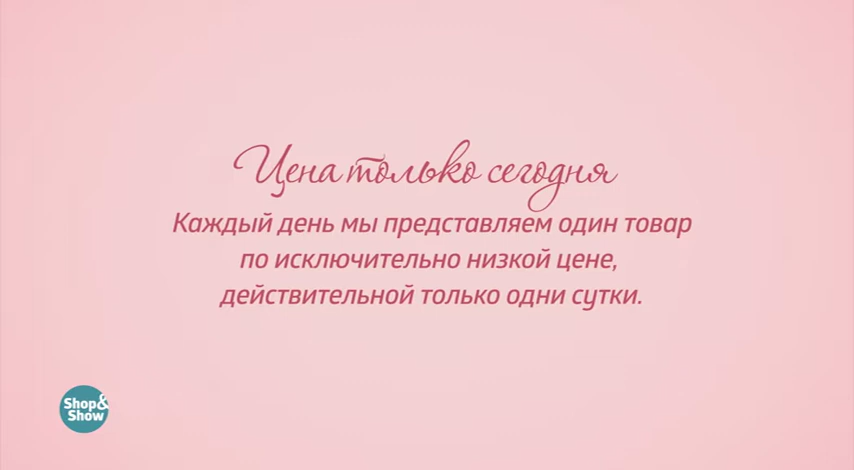 Цена только сегодня
Каждый день мы представляем один товар
по исключительно низкой цене,
действительной только одни сутки.
Shop&
Show